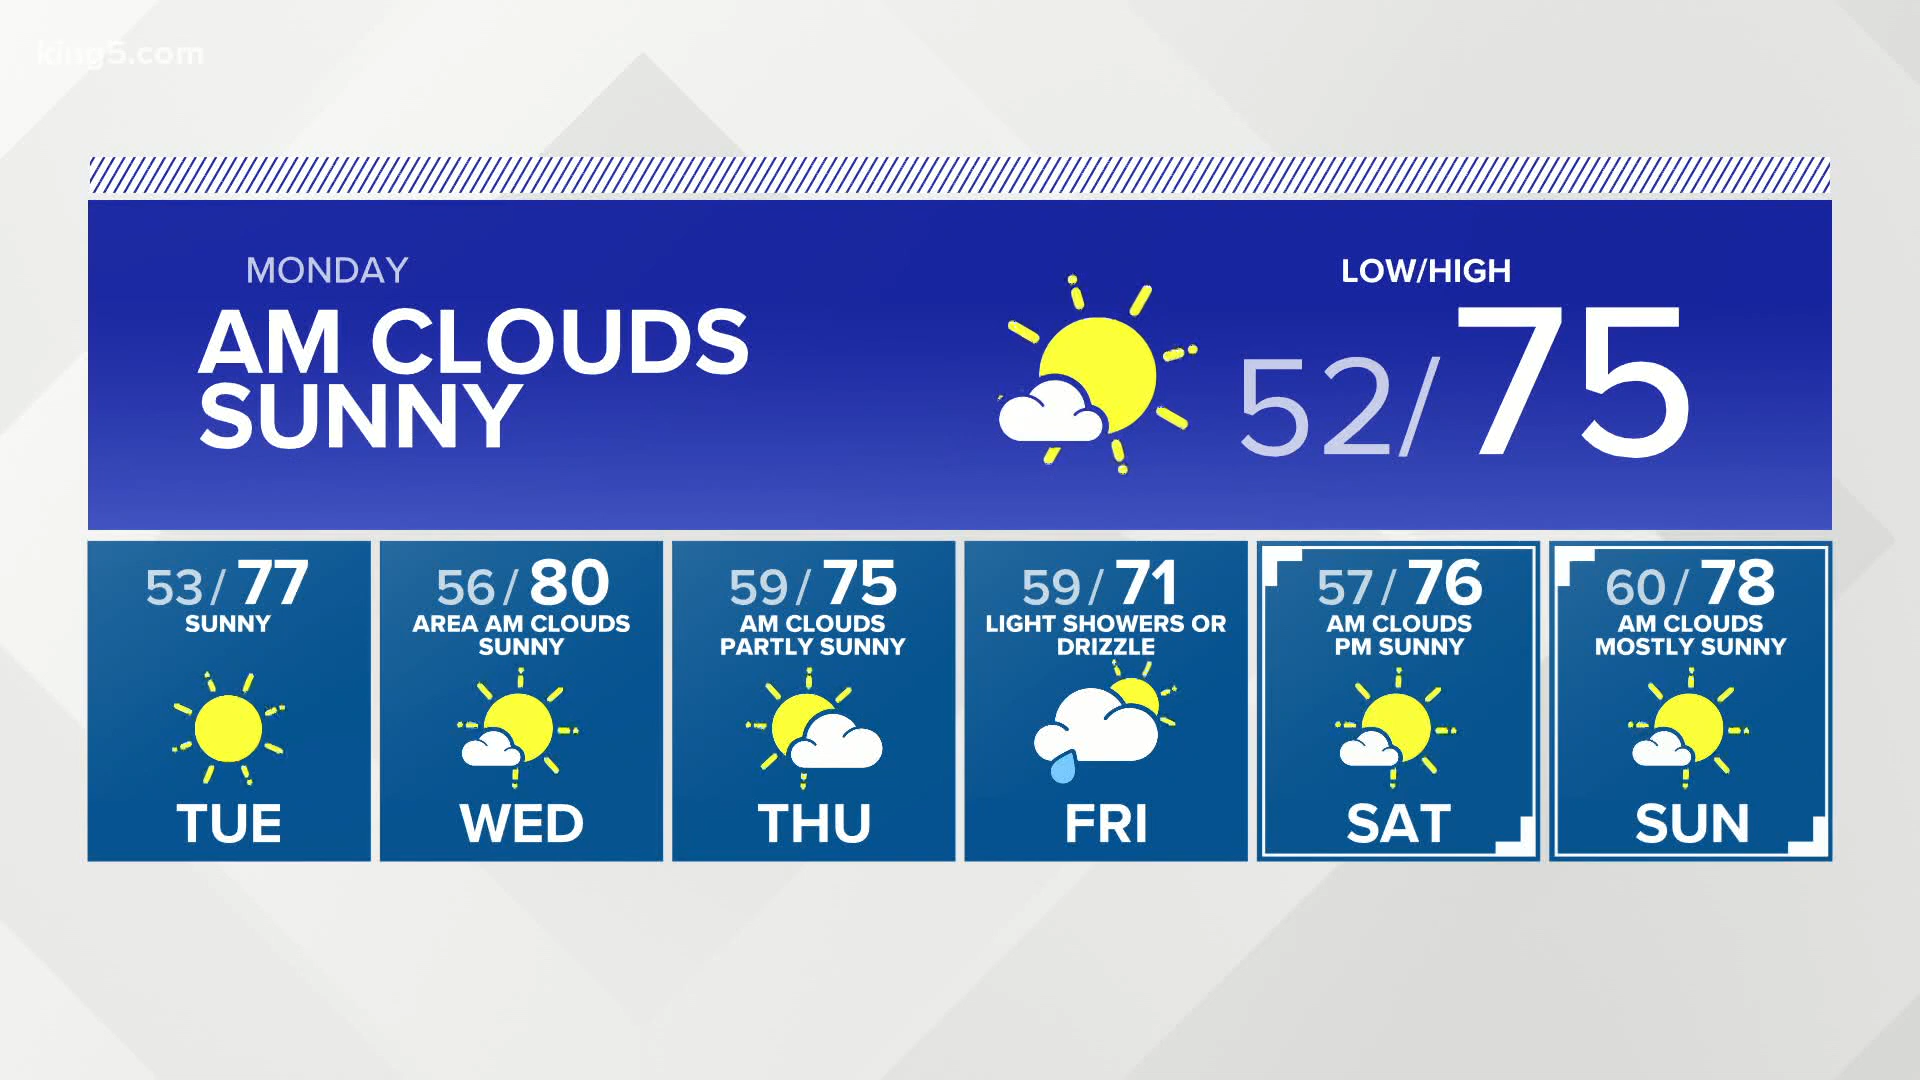 king5.com
MONDAY
AM CLOUDS
SUNNY
LOW/HIGH
52/75
53/77
SUNNY
TUE
56/80
AREA AM CLOUDS
SUNNY
WED
59/75
AM CLOUDS
PARTLY SUNNY
THU
59/71
LIGHT SHOWERS OR
DRIZZLE
FRI
57/76
AM CLOUDS
PM SUNNY
SAT
60/78
AM CLOUDS
MOSTLY SUNNY
SUN